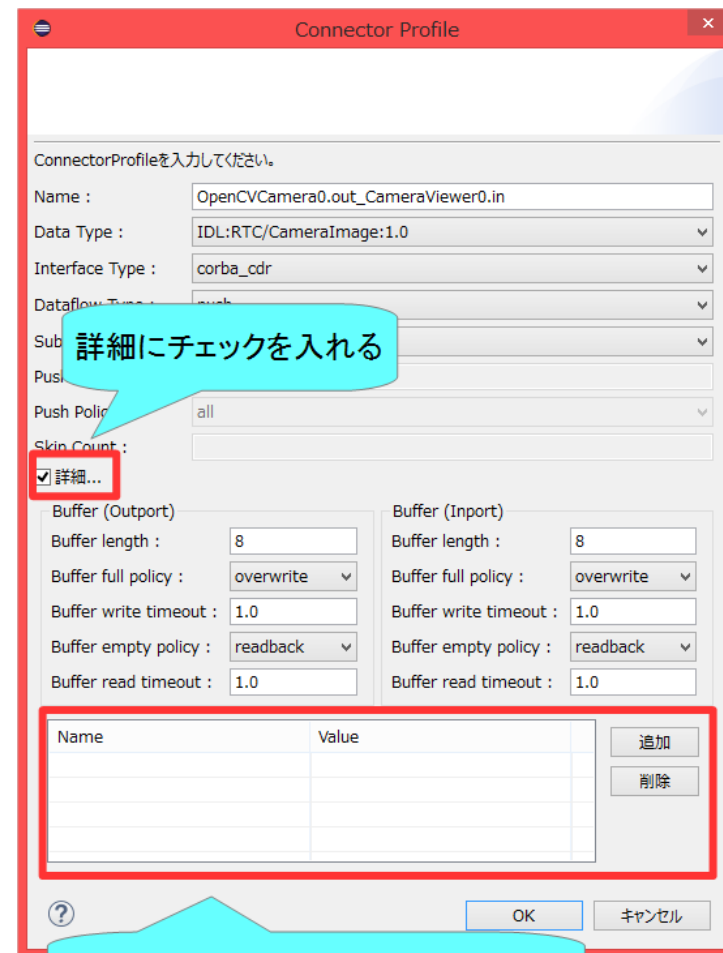 Connector Profile
ConnectorProfileを入力してください。
Name : OpenCVCamera0.out_CameraViewer0.in
Data Type : IDL:RTC/CameraImage:1.0
Interface Type : corba_cdr
Dataflow Type : push
Sub
詳細にチェックを入れる
Push
Push Polic all
Skip Count :
詳細...
Buffer (Outport) Buffer (Inport)
Buffer length : 8 Buffer length : 8
Buffer full policy : overwrite Buffer full policy : overwrite
Buffer write timeout : 1.0 Buffer write timeout : 1.0
Buffer empty policy : readback Buffer empty policy : readback
Buffer read timeout : 1.0 Buffer read timeout : 1.0
Name Value 追加
削除
OK キャンセル